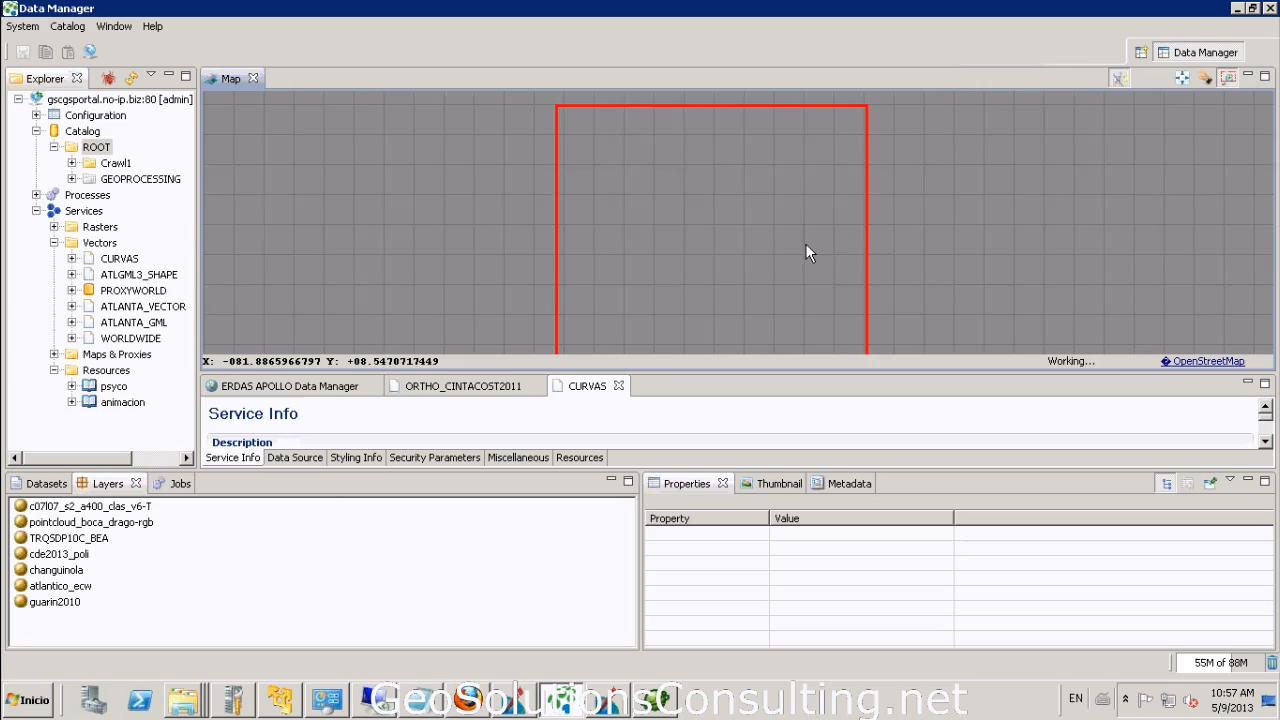 Data Manager
System Catalog Window Help
Data Manager
Explorer
Map
gscgsportal.no-ip.biz:80 [admin]
Configuration
Catalog
ROOT
Crawl1
GEOPROCESSING
Processes
Services
Rasters
Vectors
CURVAS
ATLGML3_SHAPE
PROXYWORLD
ATLANTA_VECTOR
ATLANTA_GML
WORLDWIDE
Maps & Proxies
Resources
psyco
animacion
X: -081.8865966797 Y: +08.5470717449
Working...
OpenStreetMap
ERDAS APOLLO Data Manager
ORTHO_CINTACOST2011
CURVAS
Service Info
Description
Service Info Data Source Styling Info Security Parameters Miscellaneous Resources
Datasets Layers Jobs
c07l07_s2_a400_clas_v6-T
pointcloud_boca_drago-rgb
TRQSDP10C_BEA
cde2013_poli
changuinola
atlantico_ecw
guarin2010
Properties Thumbnail Metadata
Property Value
55M of 88M
Inicio
GeoSolutionsConsulting.net
EN
10:57 AM
5/9/2013